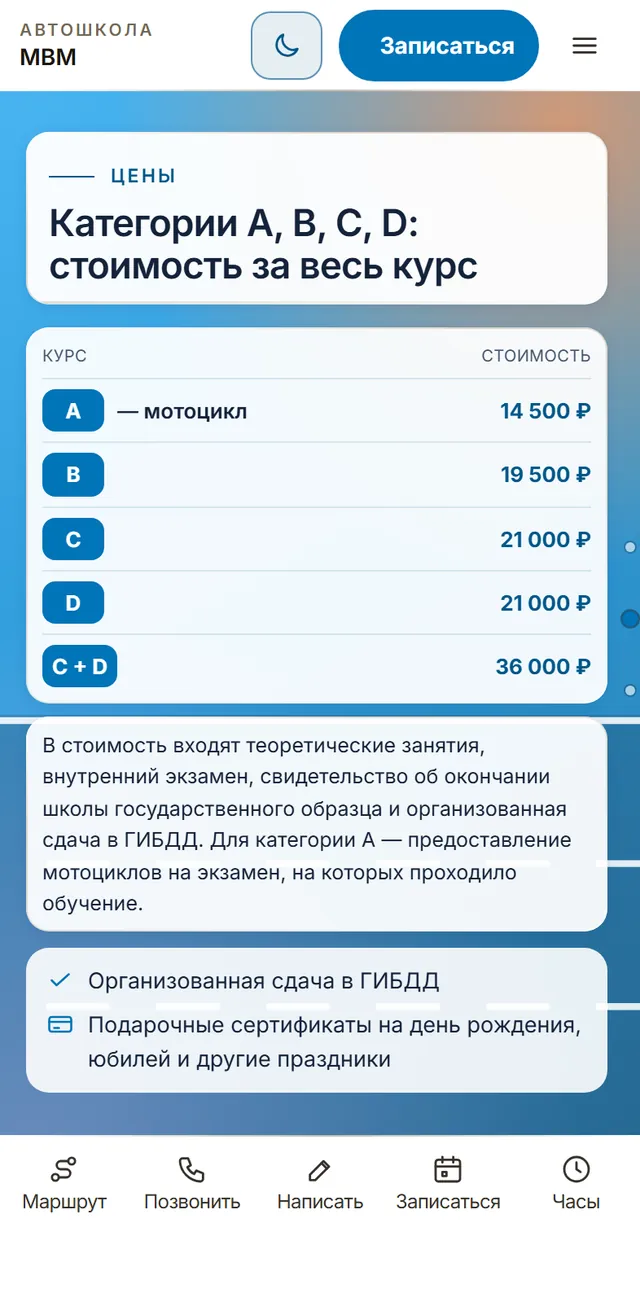 АВТОШКОЛА
МВМ
Записаться
ЦЕНЫ
Категории A, B, C, D:
стоимость за весь курс
КУРС СТОИМОСТЬ
A — мотоцикл 14 500 ₽
B 19 500 ₽
C 21 000 ₽
D 21 000 ₽
C + D 36 000 ₽
В стоимость входят теоретические занятия,
внутренний экзамен, свидетельство об окончании
школы государственного образца и организованная
сдача в ГИБДД. Для категории А — предоставление
мотоциклов на экзамен, на которых проходило
обучение.
Организованная сдача в ГИБДД
Подарочные сертификаты на день рождения,
юбилей и другие праздники
Маршрут Позвонить Написать Записаться Часы